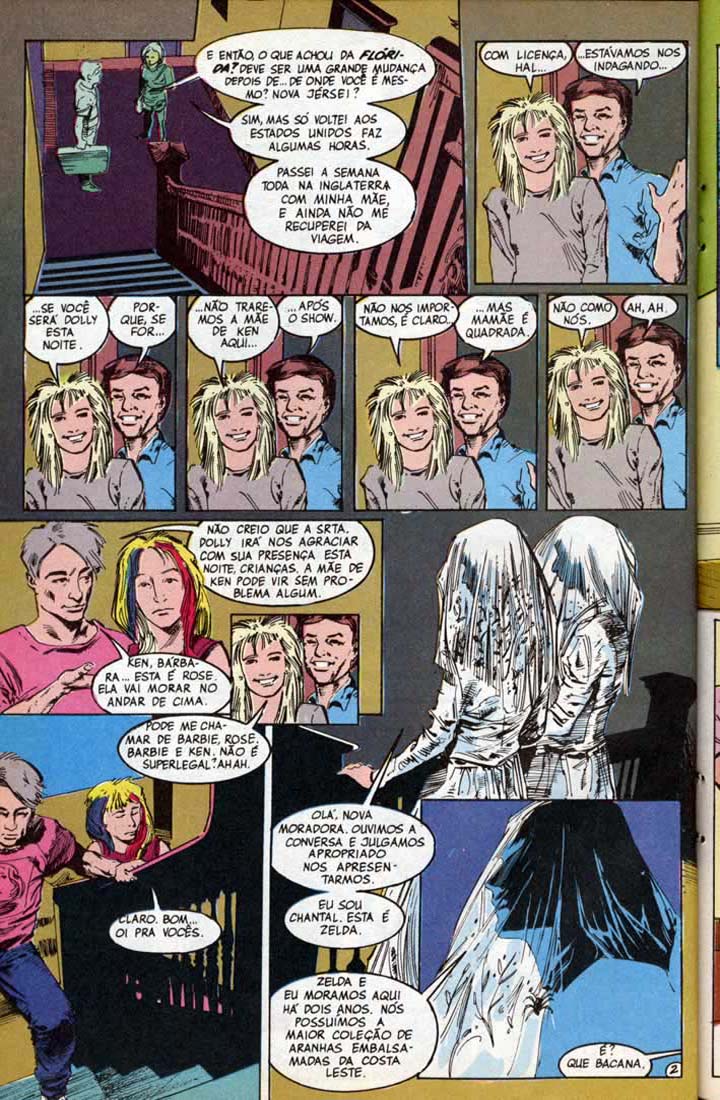 E ENTÃO, O QUE ACHOU DA FLÓRI-
DA? DEVE SER UMA GRANDE MUDANÇA
DEPOIS DE... DE ONDE VOCÊ É MES-
MO? NOVA JÉRSEI?
SIM, MAS SÓ VOLTEI AOS
ESTADOS UNIDOS FAZ
ALGUMAS HORAS.
PASSEI A SEMANA
TODA NA INGLATERRA
COM MINHA MÃE,
E AINDA NÃO ME
RECUPEREI DA
VIAGEM.
COM LICENÇA,
HAL...
...ESTÁVAMOS NOS
INDAGANDO...
...SE VOCÊ
SERÁ DOLLY
ESTA
NOITE.
POR-
QUE, SE
FOR...
...NÃO TRARE-
MOS A MÃE
DE KEN
AQUI...
...APÓS
O SHOW.
NÃO NOS IMPOR-
TAMOS, É CLARO...
...MAS
MAMÃE É
QUADRADA.
NÃO COMO
NÓS.
AH, AH.
NÃO CREIO QUE A SRTA.
DOLLY IRÁ NOS AGRACIAR
COM SUA PRESENÇA ESTA
NOITE, CRIANÇAS. A MÃE DE
KEN PODE VIR SEM PRO-
BLEMA ALGUM.
KEN, BÁRBA-
RA... ESTA É ROSE.
ELA VAI MORAR NO
ANDAR DE CIMA.
PODE ME CHA-
MAR DE BARBIE, ROSE.
BARBIE E KEN. NÃO É
SUPERLEGAL? AHAH.
CLARO. BOM...
OI PRA VOCÊS.
OLÁ, NOVA
MORADORA. OUVIMOS A
CONVERSA E JULGAMOS
APROPRIADO
NOS APRESEN-
TARMOS.
EU SOU
CHANTAL. ESTA É
ZELDA.
ZELDA E
EU MORAMOS AQUI
HÁ DOIS ANOS. NÓS
POSSUÍMOS A
MAIOR COLEÇÃO DE
ARANHAS EMBALSA-
MADAS DA COSTA
LESTE.
É?
QUE BACANA.
2